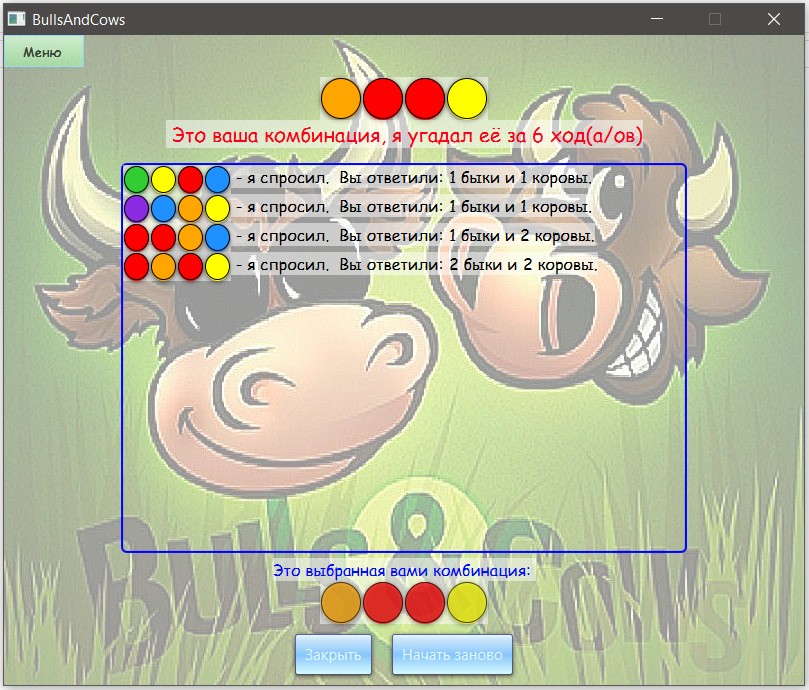 BullsAndCows
Меню
Это ваша комбинация, я угадал её за 6 ход(а/ов)
- я спросил. Вы ответили: 1 быки и 1 коровы.
- я спросил. Вы ответили: 1 быки и 1 коровы.
- я спросил. Вы ответили: 1 быки и 2 коровы.
- я спросил. Вы ответили: 2 быки и 2 коровы.
Bulls & Cows
Это выбранная вами комбинация:
Закрыть Начать заново